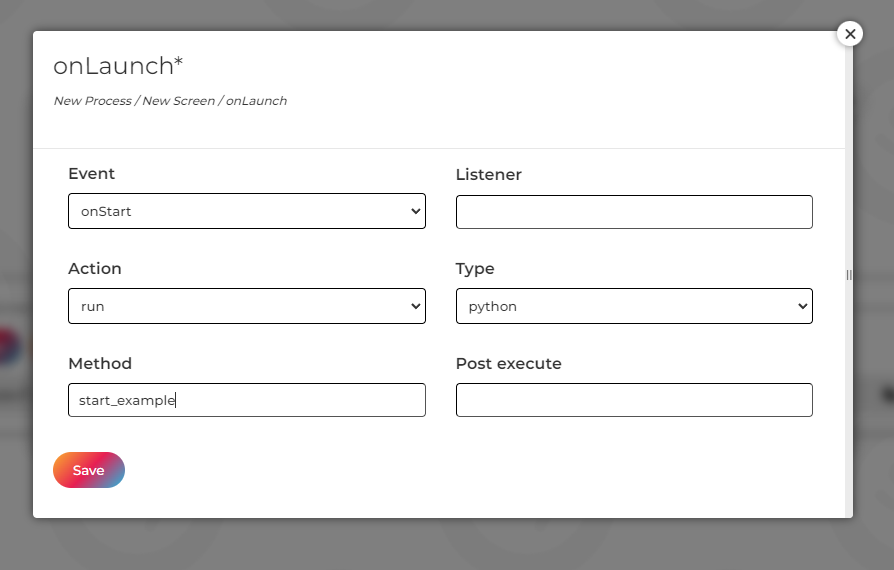 onLaunch*
New Process / New Screen / onLaunch
Event
Listener
onStart
Action
Type
run
python
Method
Post execute
start_example
Save